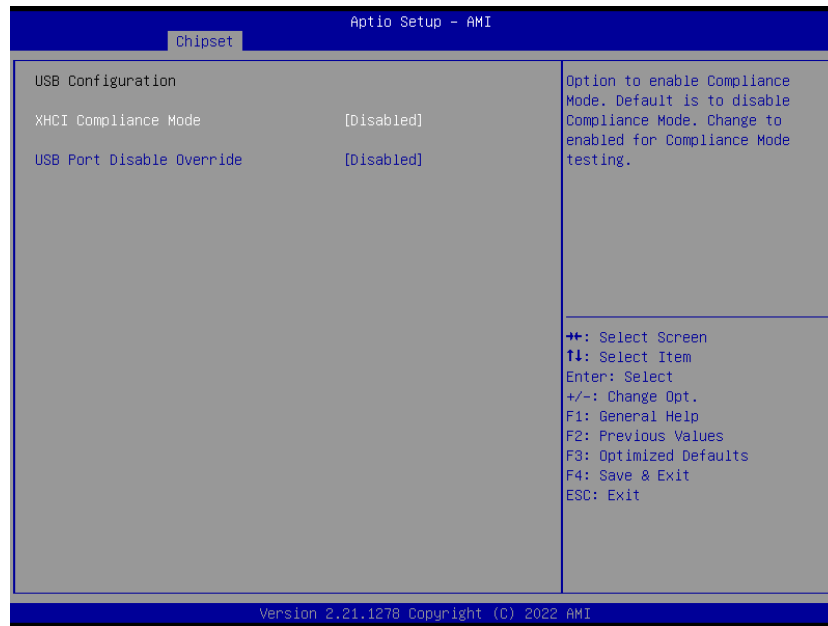 Aptio Setup – AMI
Chipset
USB Configuration
XHCI Compliance Mode [Disabled]
USB Port Disable Override [Disabled]
Option to enable Compliance
Mode. Default is to disable
Compliance Mode. Change to
enabled for Compliance Mode
testing.
→←: Select Screen
↑↓: Select Item
Enter: Select
+/-: Change Opt.
F1: General Help
F2: Previous Values
F3: Optimized Defaults
F4: Save & Exit
ESC: Exit
Version 2.21.1278 Copyright (C) 2022 AMI